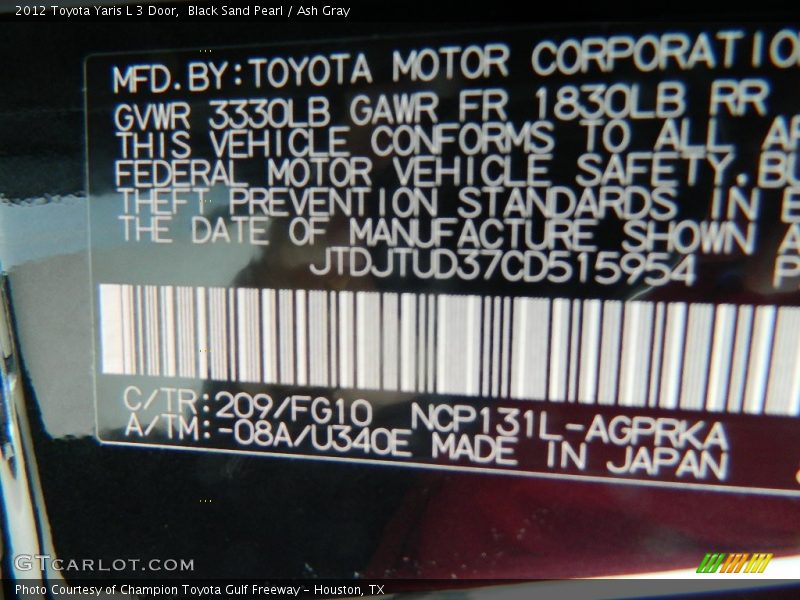 2012 Toyota Yaris L 3 Door, Black Sand Pearl / Ash Gray
MFD.BY:TOYOTA MOTOR CORPORATIO
GVWR 3330LB GAWR FR 1830LB RR
THIS VEHICLE CONFORMS TO ALL AP
FEDERAL MOTOR VEHICLE SAFETY.BU
THEFT PREVENTION STANDARDS IN E
THE DATE OF MANUFACTURE SHOWN A
JTDJTUD37CD515954 P
C/TR:209/FG10 NCP131L-AGPRKA
A/TM:-08A/U340E MADE IN JAPAN
GTCARLOT.COM
Photo Courtesy of Champion Toyota Gulf Freeway - Houston, TX